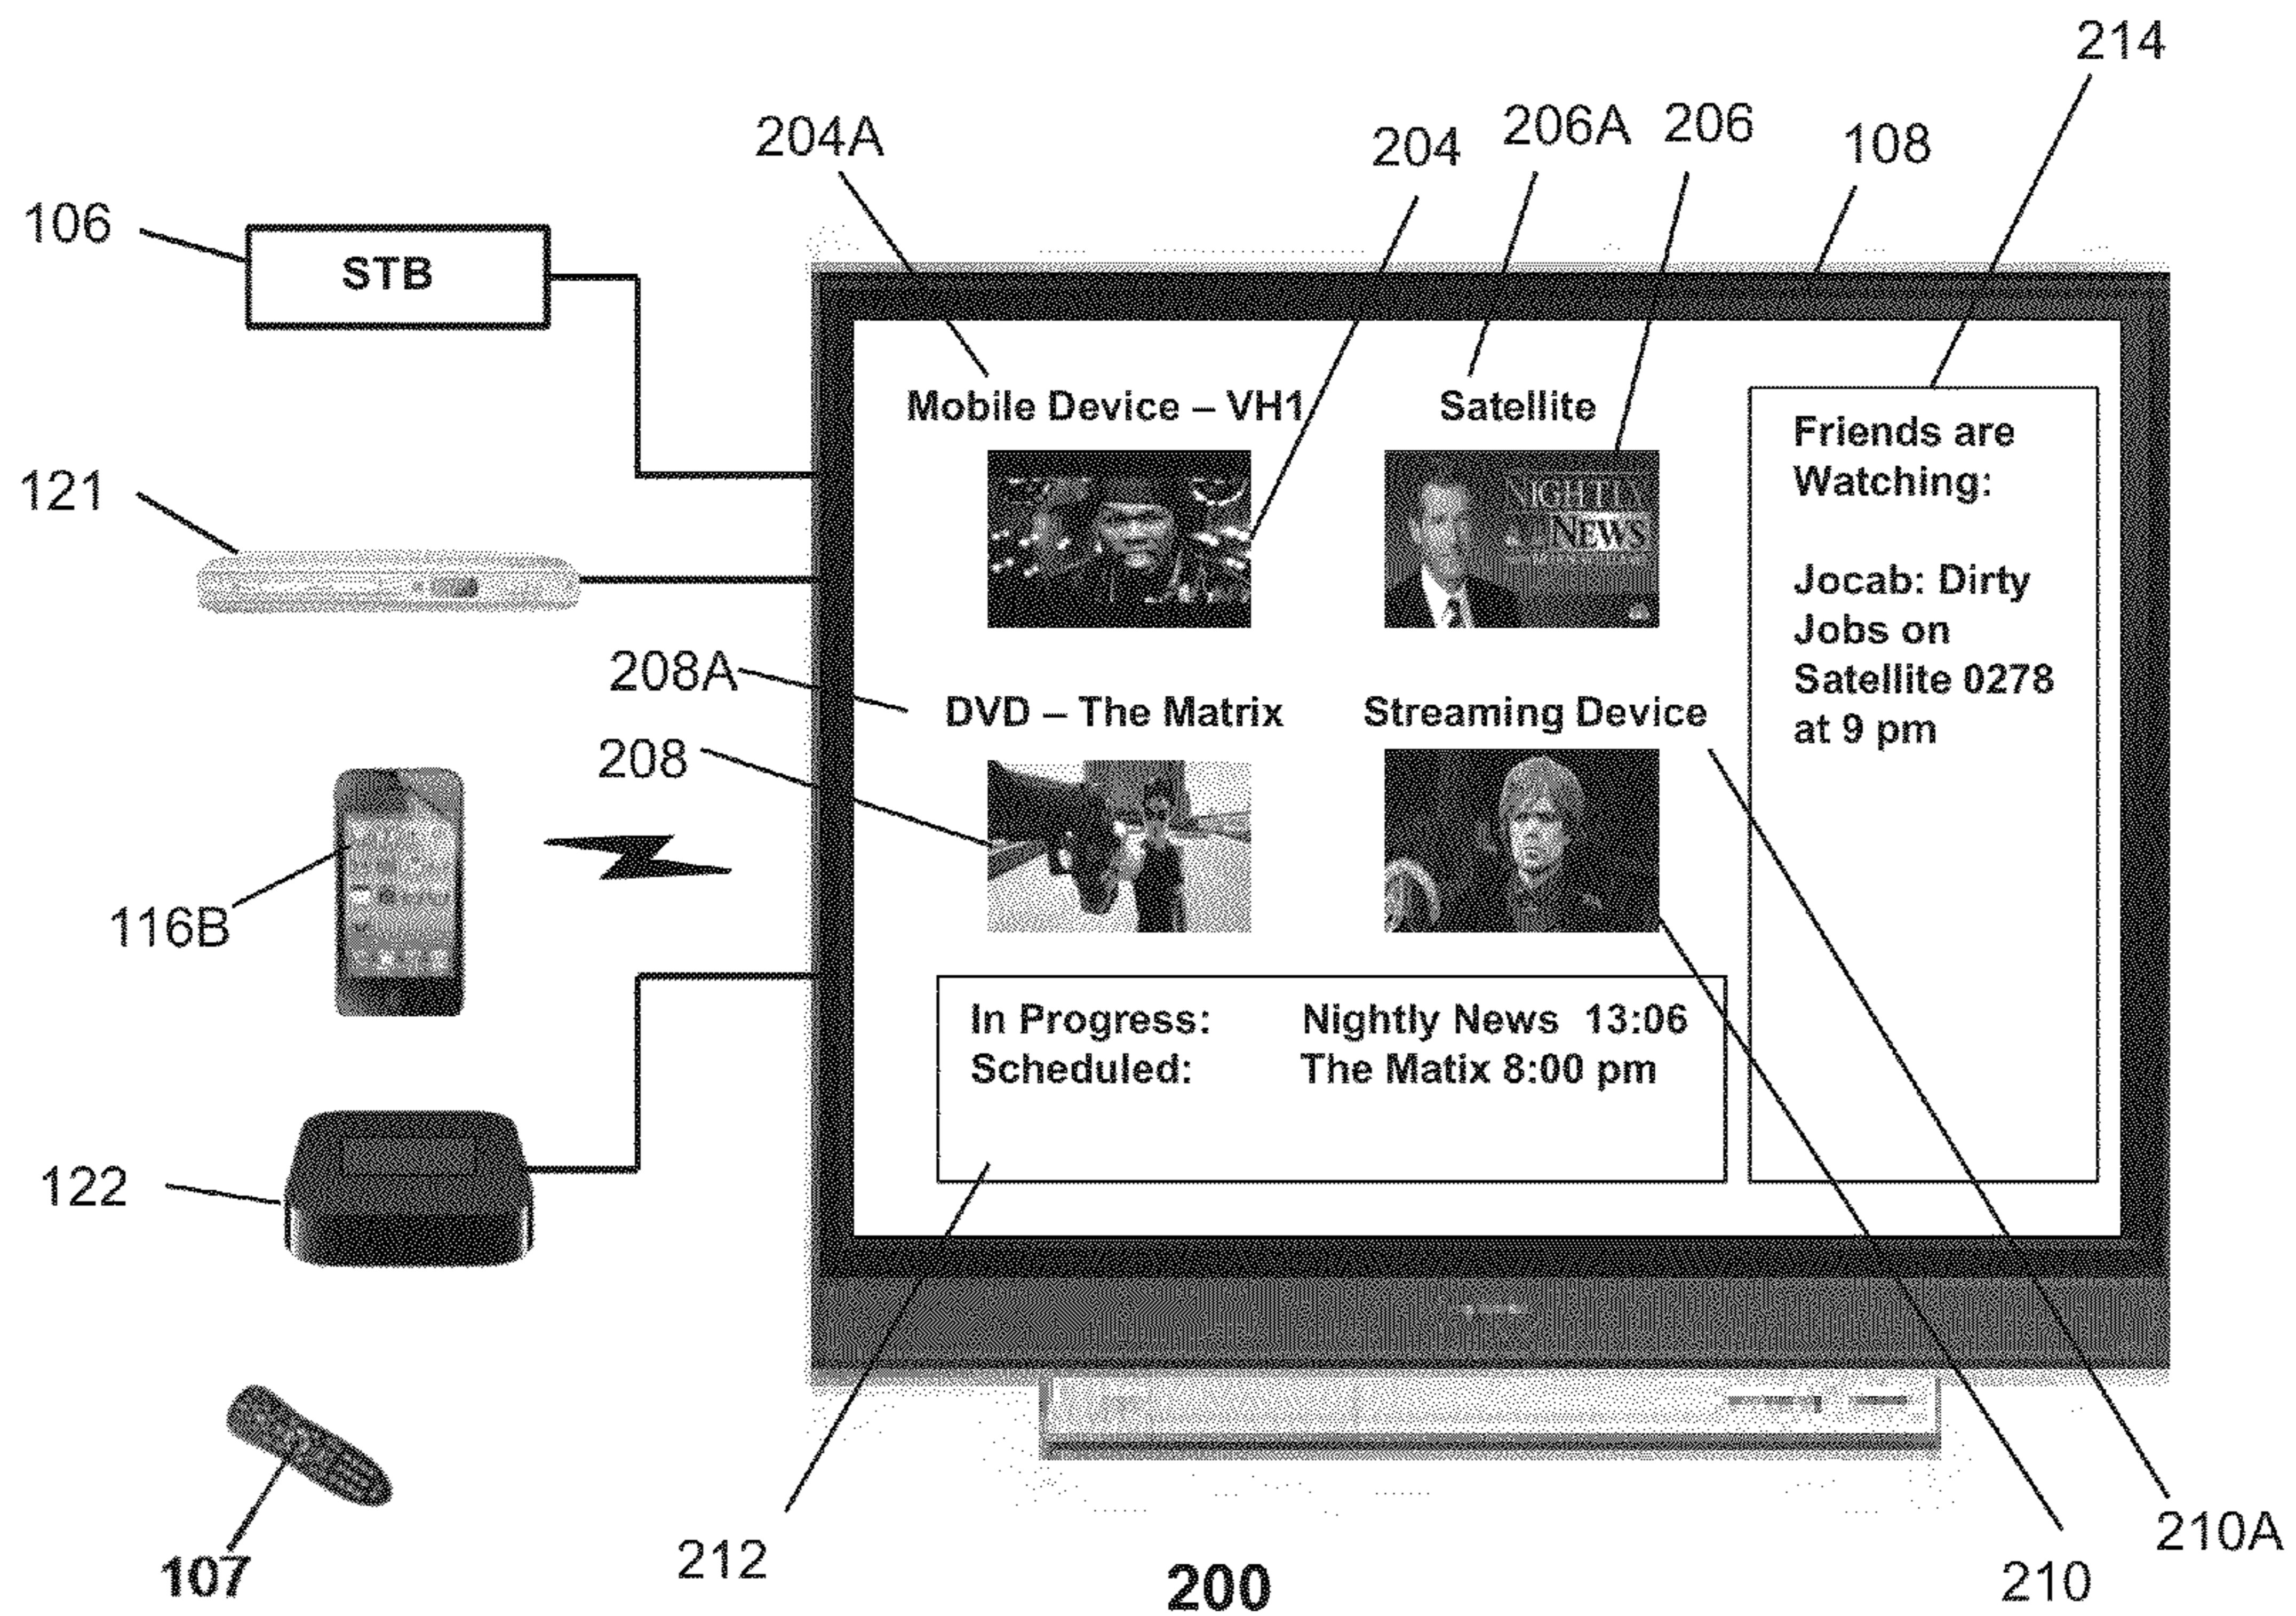 214
204A
204
206A
206
108
106
STB
121
Mobile Device – VH1
Satellite
NIGHTLY
NEWS
Friends are
Watching:
Jocab: Dirty
Jobs on
Satellite 0278
at 9 pm
208A
DVD – The Matrix
Streaming Device
208
116B
In Progress: Nightly News 13:06
Scheduled: The Matix 8:00 pm
122
107
212
200
210
210A